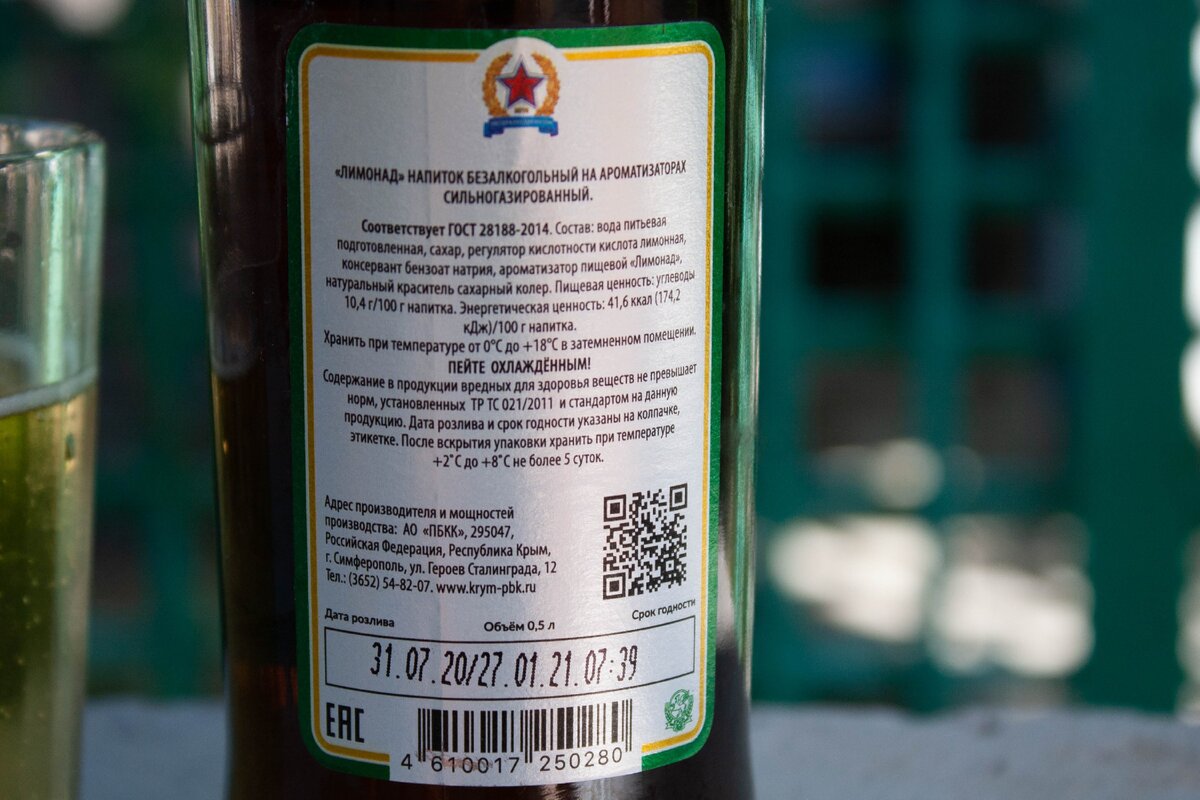 «ЛИМОНАД» НАПИТОК БЕЗАЛКОГОЛЬНЫЙ НА АРОМАТИЗАТОРАХ
СИЛЬНОГАЗИРОВАННЫЙ.
Соответствует ГОСТ 28188-2014. Состав: вода питьевая
подготовленная, сахар, регулятор кислотности кислота лимонная,
консервант бензоат натрия, ароматизатор пищевой «Лимонад»,
натуральный краситель сахарный колер. Пищевая ценность: углеводы
10,4 г/100 г напитка. Энергетическая ценность: 41,6 ккал (174,2
кДж)/100 г напитка.
Хранить при температуре от 0°С до +18°С в затемненном помещении.
ПЕЙТЕ ОХЛАЖДЁННЫМ!
Содержание в продукции вредных для здоровья веществ не превышает
норм, установленных ТР ТС 021/2011 и стандартом на данную
продукцию. Дата розлива и срок годности указаны на колпачке,
этикетке. После вскрытия упаковки хранить при температуре
+2°С до +8°С не более 5 суток.
Адрес производителя и мощностей
производства: АО «ПБКК», 295047,
Российская Федерация, Республика Крым,
г. Симферополь, ул. Героев Сталинграда, 12
Тел.: (3652) 54-82-07. www.krym-pbk.ru
Дата розлива Объём 0,5 л Срок годности
31.07.20/27.01.21.07:39
EAC
4 610017 250280